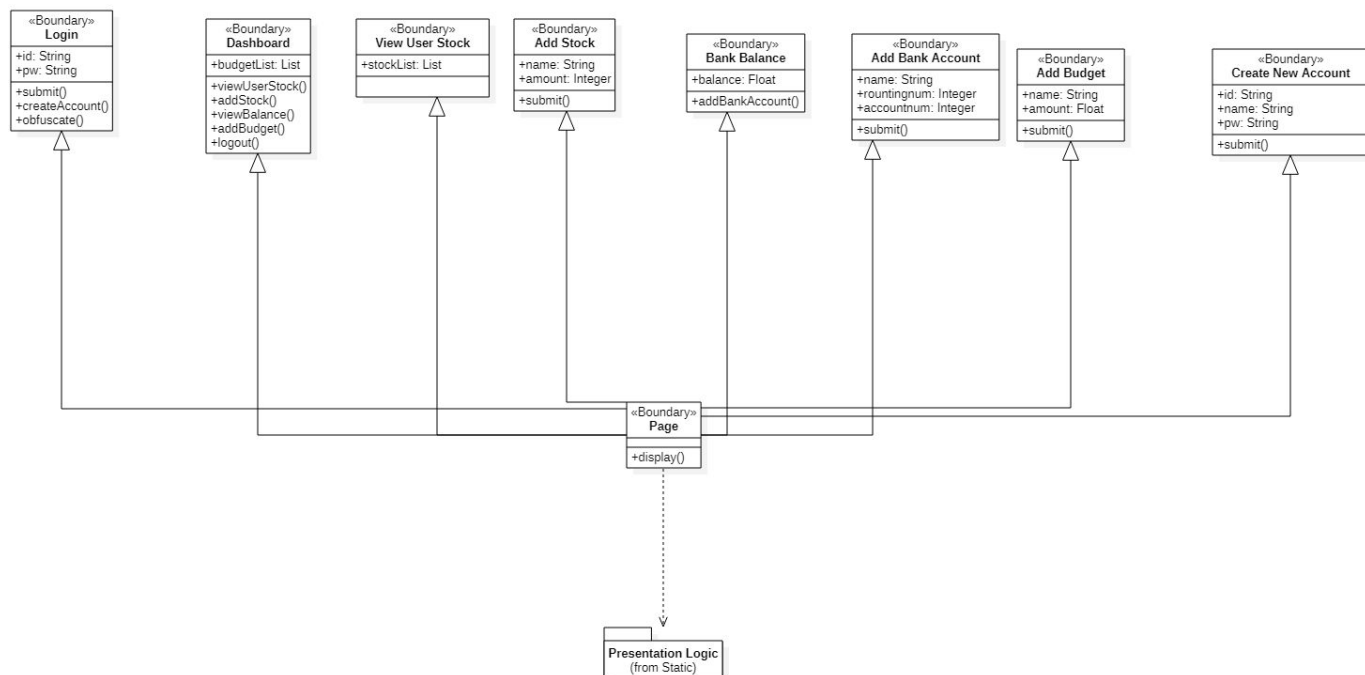 «Boundary»
Login
+id: String
+pw: String
+submit()
+createAccount()
+obfuscate()
«Boundary»
Dashboard
+budgetList: List
+viewUserStock()
+addStock()
+viewBalance()
+addBudget()
+logout()
«Boundary»
View User Stock
+stockList: List
«Boundary»
Add Stock
+name: String
+amount: Integer
+submit()
«Boundary»
Bank Balance
+balance: Float
+addBankAccount()
«Boundary»
Add Bank Account
+name: String
+rountingnum: Integer
+accountnum: Integer
+submit()
«Boundary»
Add Budget
+name: String
+amount: Float
+submit()
«Boundary»
Create New Account
+id: String
+name: String
+pw: String
+submit()
«Boundary»
Page
+display()
Presentation Logic
(from Static)